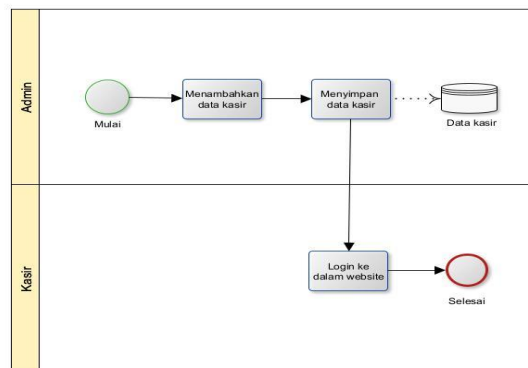 Admin
Mulai
Menambahkan
data kasir
Menyimpan
data kasir
Data kasir
Kasir
Login ke
dalam website
Selesai